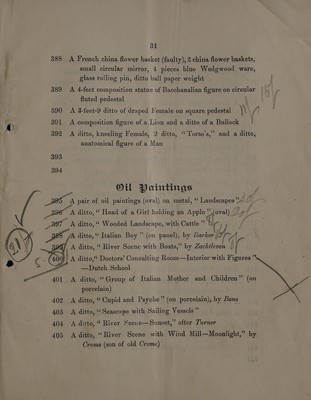 31
388 A French china flower basket (faulty), 2 china flower baskets,
small circular mirror, 4 pieces blue Wedgwood ware,
glass rolling pin, ditto ball paper weight
389 A 4-feet composition statue of Bacchanalian figure on circular
fluted pedestal
390 A 3-feet-9 ditto of draped Female on square pedestal
391 A composition figure of a Lion and a ditto of a Bullock
392 A ditto, kneeling Female, 2 ditto, "Torso's," and a ditto,
anatomical figure of a Man
393
394
Oil Paintings
395 A pair of oil paintings (oval) on metal, "Landscapes"
396 A ditto, "Head of a Girl holding an Apple" (oval)
397 A ditto, "Wooded Landscape, with Cattle"
398 A ditto, "Italian Boy" (on panel), by Backer
399 A ditto, "River Scene with Boats," by Zachtleven
400 A ditto, "Doctors' Consulting Room—Interior with Figures"
—Dutch School
401 A ditto, "Group of Italian Mother and Children" (on
porcelain)
402 A ditto, "Cupid and Psyche" (on porcelain), by Bans
403 A ditto, "Seascape with Sailing Vessels"
404 A ditto, "River Scene—Sunset," after Turner
405 A ditto, "River Scene with Wind Mill—Moonlight," by
Crome (son of old Crome)